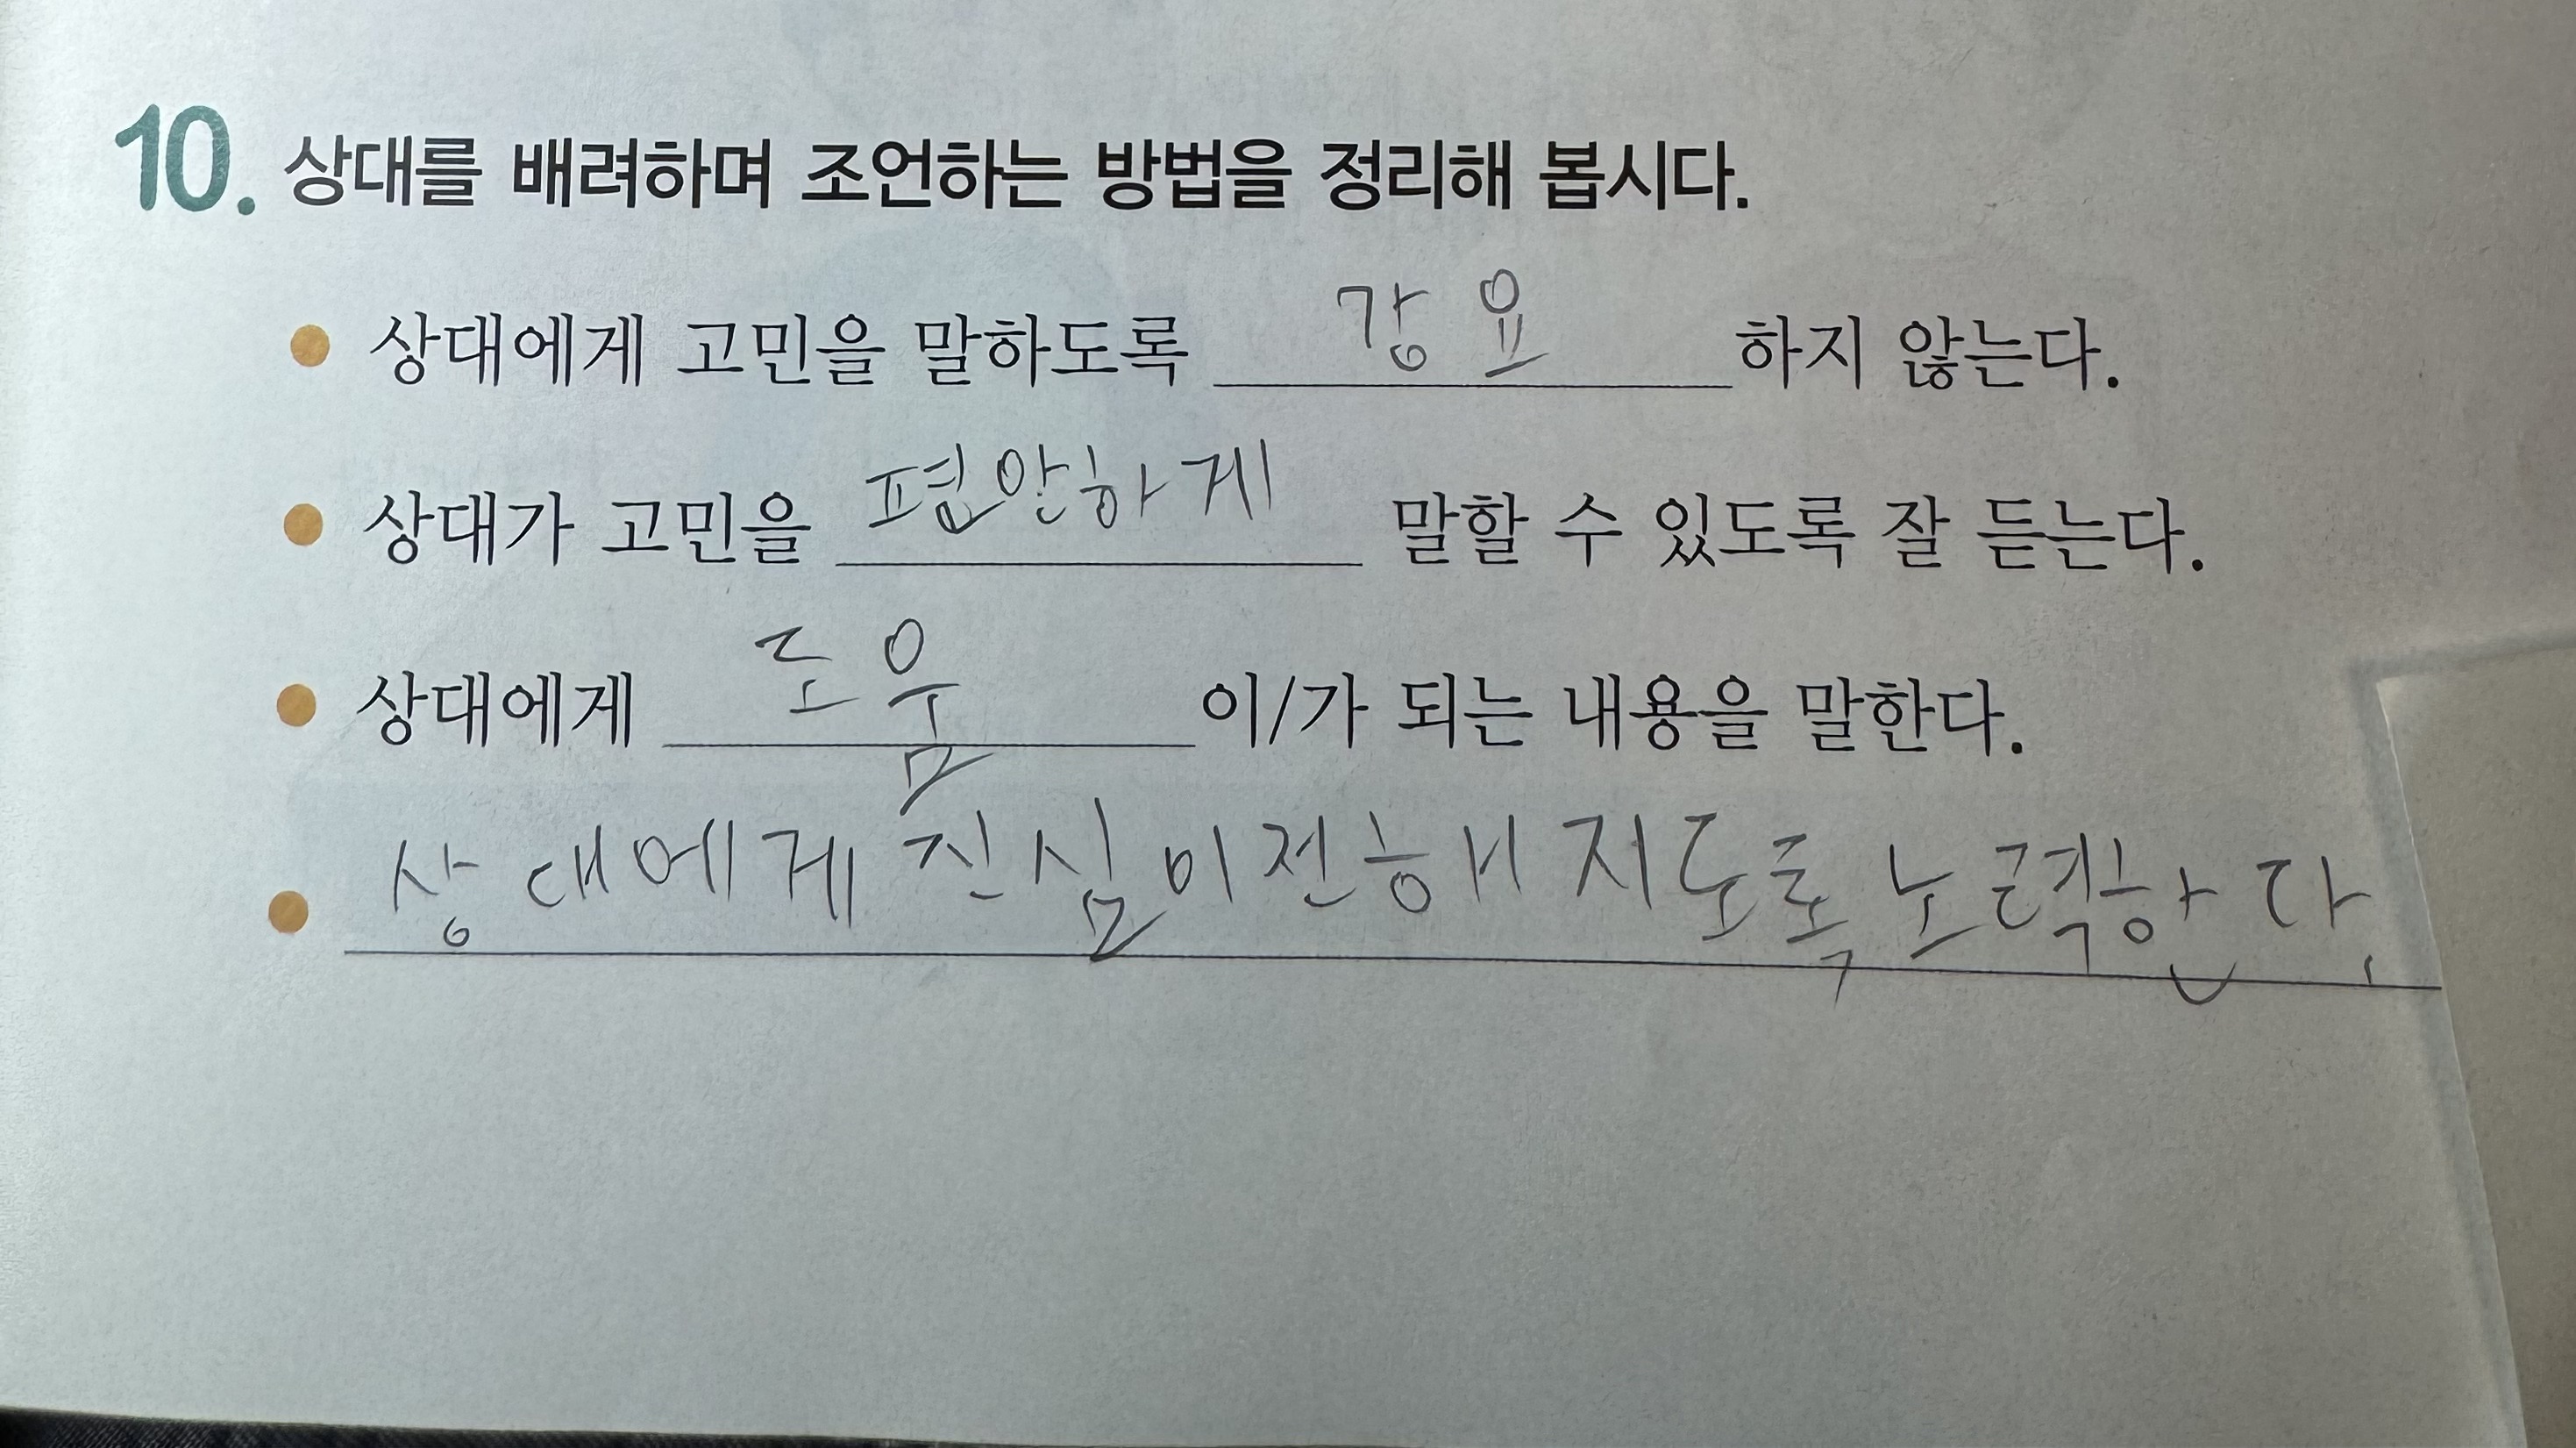 10. 상대를 배려하며 조언하는 방법을 정리해 봅시다.
● 상대에게 고민을 말하도록 강요하지 않는다.
● 상대가 고민을 편안하게 말할 수 있도록 잘 듣는다.
● 상대에게 도움이/가 되는 내용을 말한다.
● 상대에게 진심이 전해지도록 노력한다.